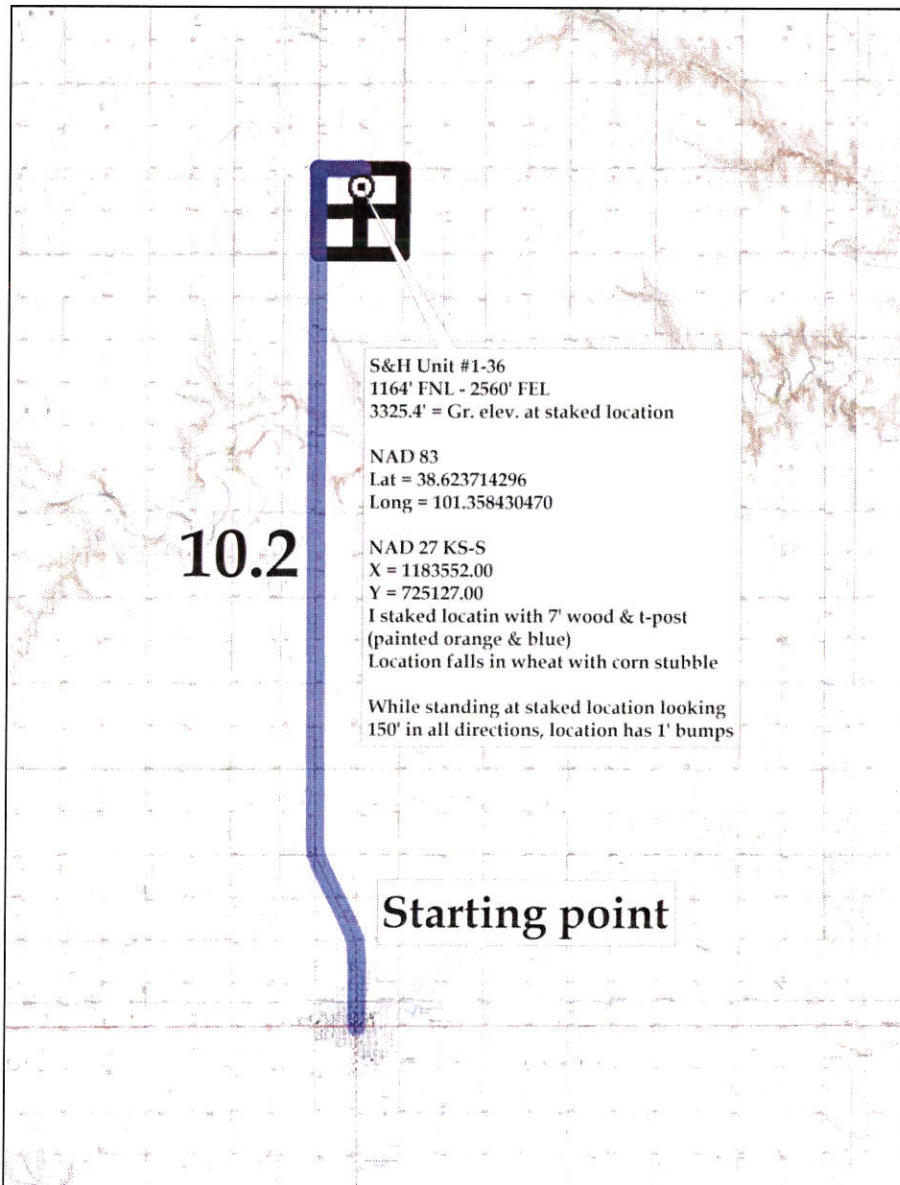 S&H Unit #1-36
1164' FNL - 2560' FEL
3325.4' = Gr. elev. at staked location
NAD 83
Lat = 38.623714296
Long = 101.358430470
NAD 27 KS-S
X = 1183552.00
Y = 725127.00
I staked locatin with 7' wood & t-post
(painted orange & blue)
Location falls in wheat with corn stubble
While standing at staked location looking
150' in all directions, location has 1' bumps
10.2
Starting point